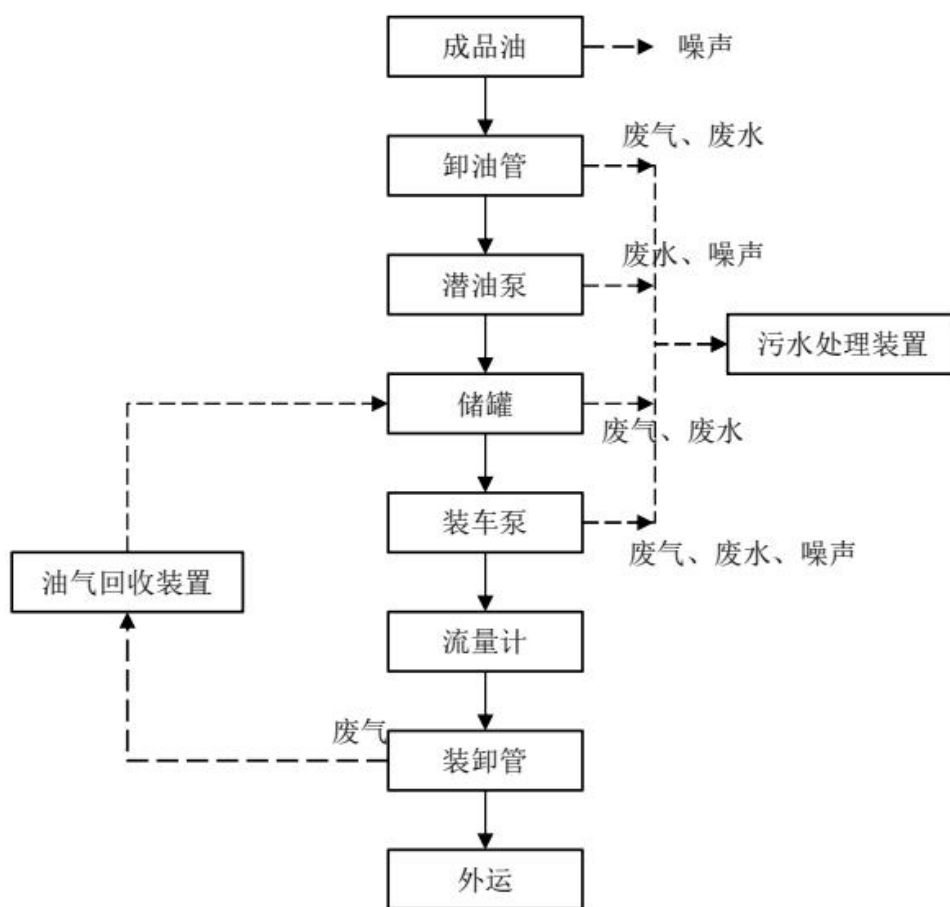 成品油
噪声
废气、废水
卸油管
废水、噪声
潜油泵
污水处理装置
储罐
废气、废水
装车泵
废气、废水、噪声
油气回收装置
流量计
废气
装卸管
外运